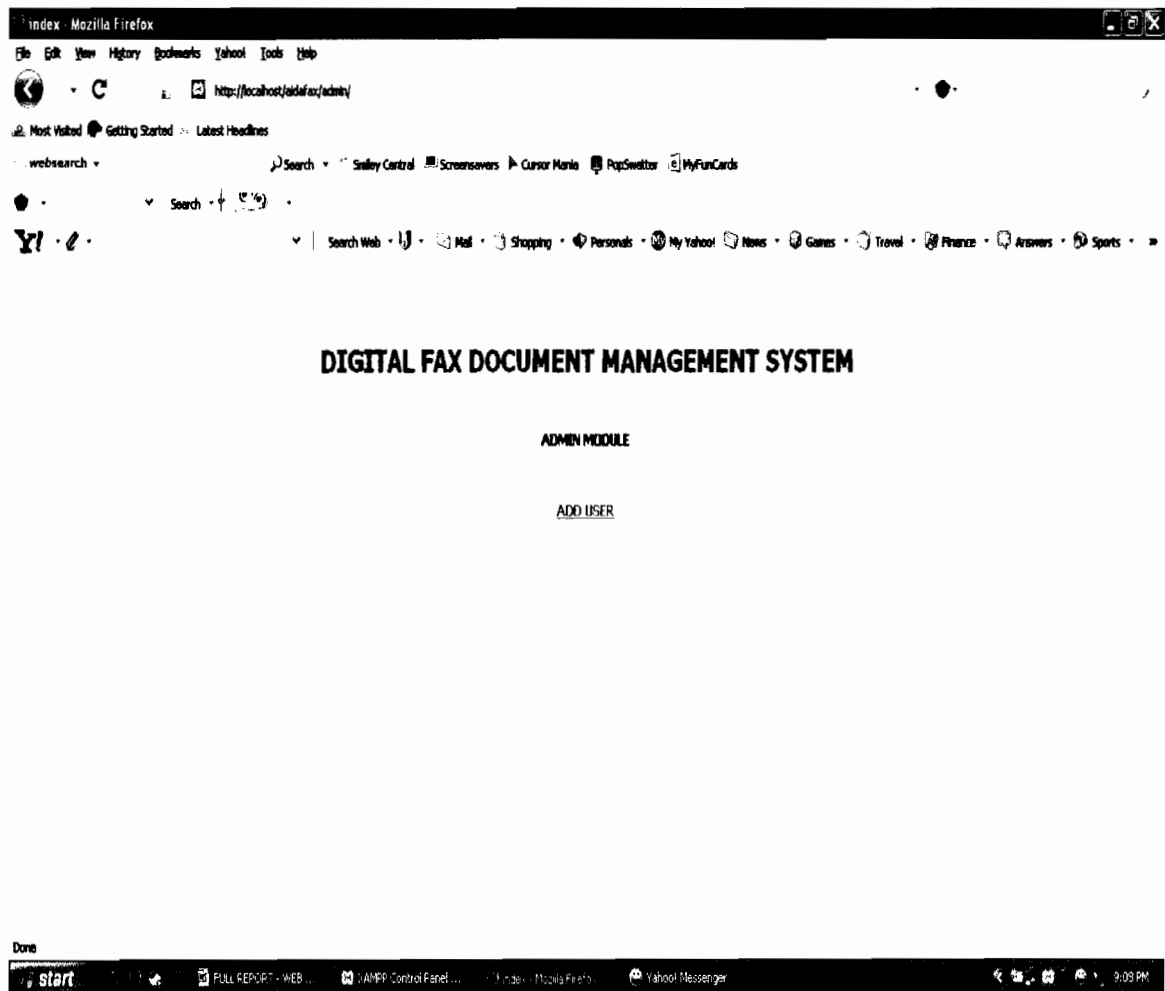 index - Mozilla Firefox
File Edit View History Bookmarks Yahoo! Tools Help
http://localhost/aidafax/admin/
Most Visited Getting Started Latest Headlines
websearch Search Smiley Central Screensavers Cursor Mania PopSwatter MyFunCards
Search
Y! Search Web Mail Shopping Personals My Yahoo! News Games Travel Finance Answers Sports »
DIGITAL FAX DOCUMENT MANAGEMENT SYSTEM
ADMIN MODULE
ADD USER
Done
start FULL REPORT - WEB ... XAMPP Control Panel ... index - Mozilla Firefo... Yahoo! Messenger 9:09 PM